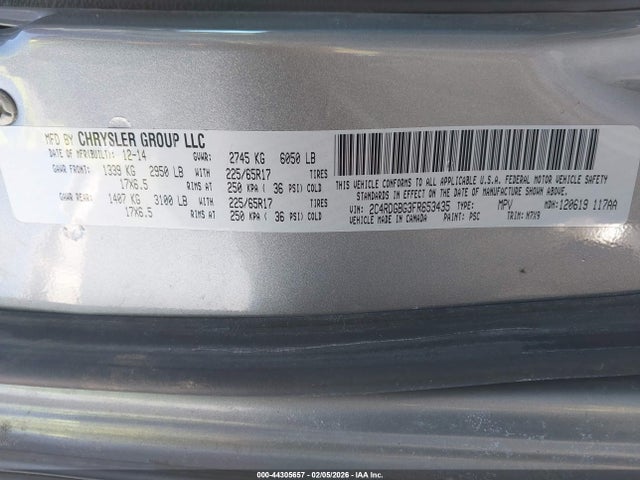 MFD BY CHRYSLER GROUP LLC
DATE OF MFR(BUILT): 12-14 GVWR: 2745 KG 6050 LB
GAWR FRONT: 1339 KG 2950 LB WITH 225/65R17 TIRES
17X6.5 RIMS AT 250 KPA ( 36 PSI) COLD
GAWR REAR: 1407 KG 3100 LB WITH 225/65R17 TIRES
17X6.5 RIMS AT 250 KPA ( 36 PSI) COLD
THIS VEHICLE CONFORMS TO ALL APPLICABLE U.S.A. FEDERAL MOTOR VEHICLE SAFETY
STANDARDS IN EFFECT ON THE DATE OF MANUFACTURE SHOWN ABOVE.
VIN: 2C4RDGBG3FR653435 TYPE: MPV MDH: 120619 117AA
VEHICLE MADE IN CANADA PAINT: PSC TRIM: M7X9
000-44305657 - 02/05/2026 - IAAI.COM